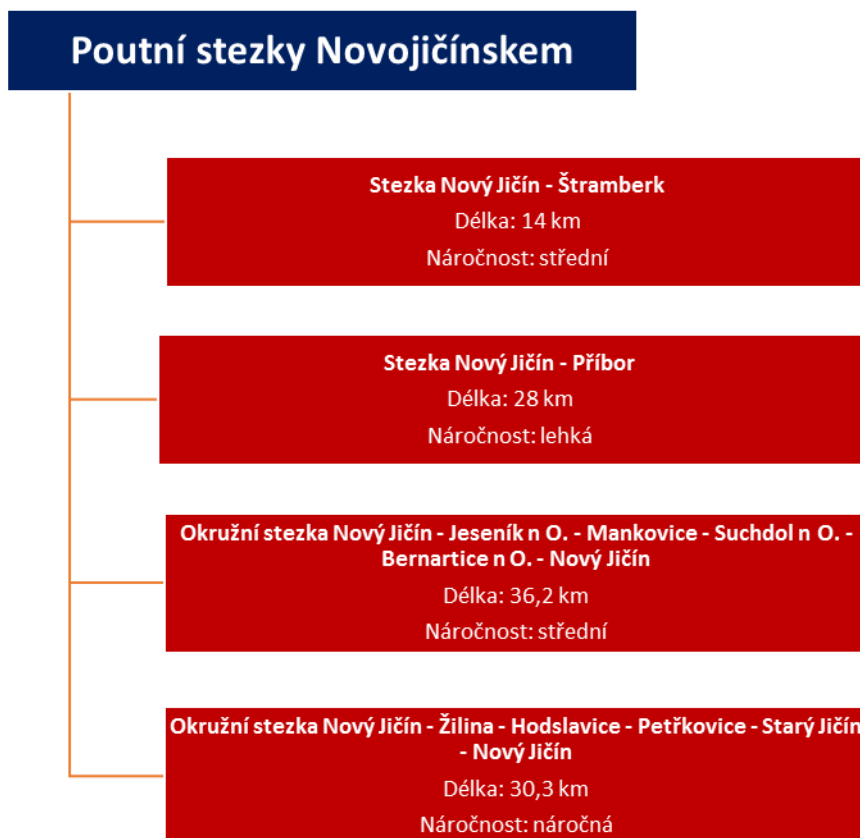 Poutní stezky Novojičínskem
Stezka Nový Jičín - Štramberk
Délka: 14 km
Náročnost: střední
Stezka Nový Jičín - Příbor
Délka: 28 km
Náročnost: lehká
Okružní stezka Nový Jičín - Jeseník n O. - Mankovice - Suchdol n O. -
Bernartice n O. - Nový Jičín
Délka: 36,2 km
Náročnost: střední
Okružní stezka Nový Jičín - Žilina - Hodslavice - Petřkovice - Starý Jičín
- Nový Jičín
Délka: 30,3 km
Náročnost: náročná